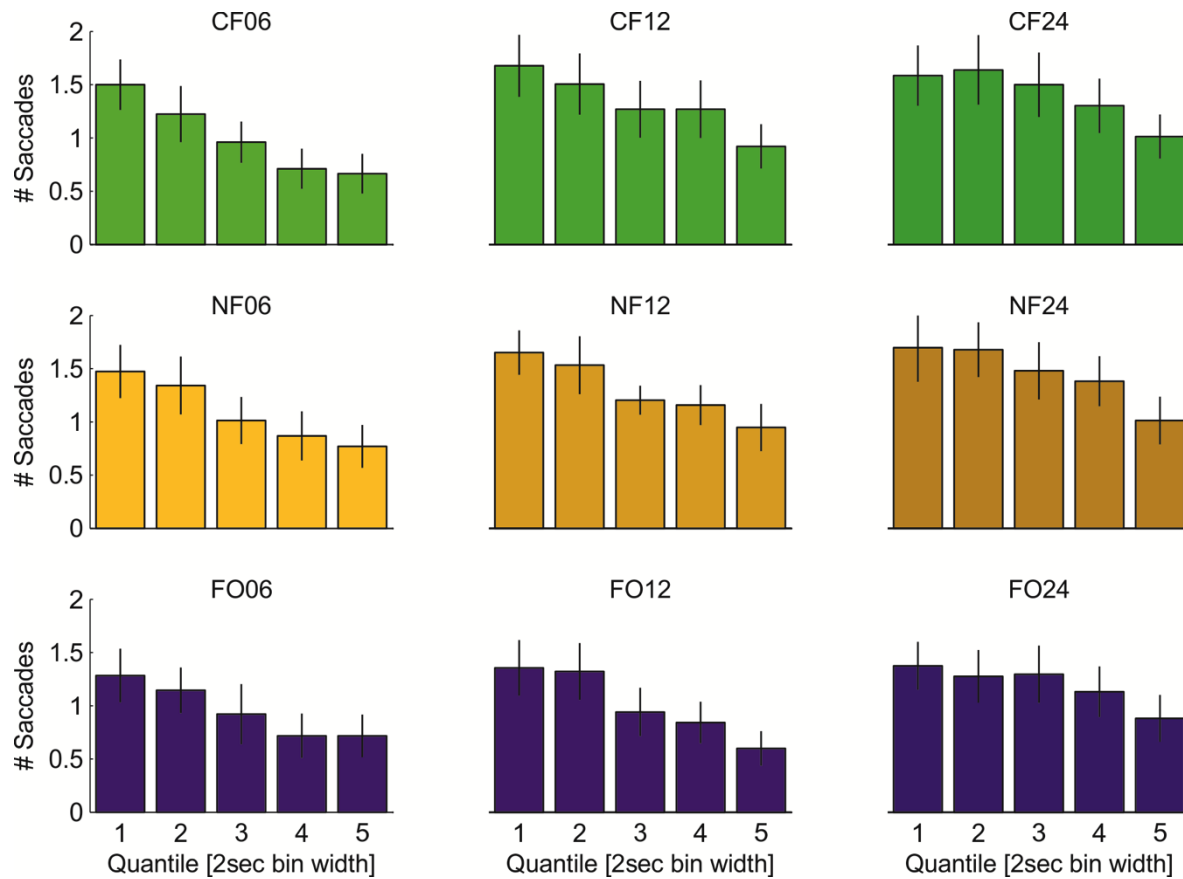 CF06 CF12 CF24
2
1.5
1
0.5
0
# Saccades
NF06 NF12 NF24
2
1.5
1
0.5
0
# Saccades
FO06 FO12 FO24
2
1.5
1
0.5
0
# Saccades
1 2 3 4 5 1 2 3 4 5 1 2 3 4 5
Quantile [2sec bin width] Quantile [2sec bin width] Quantile [2sec bin width]